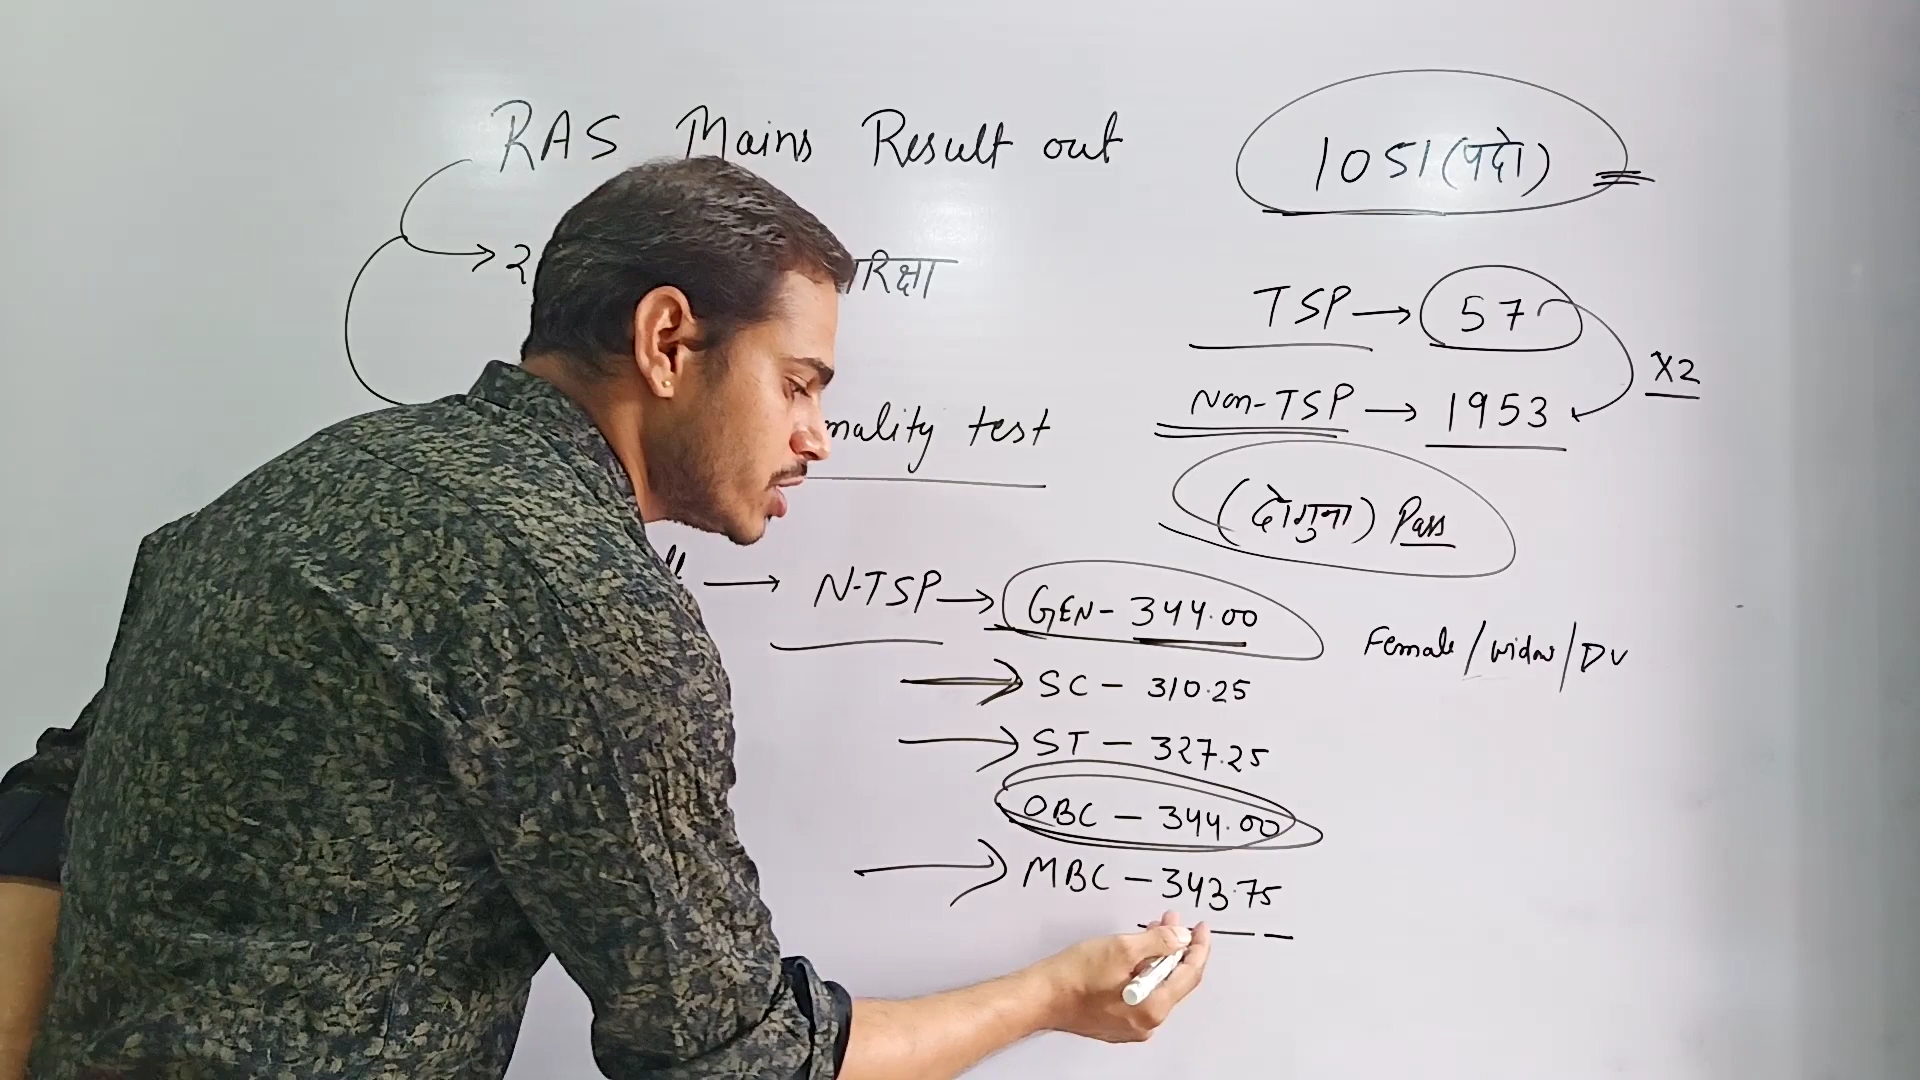 RAS Mains Result out
1051 (पदो)
TSP → 57
x2
Non-TSP → 1953
mality test
(दोगुना) Pass
→ N-TSP → GEN - 344.00
Female / widow / DV
SC - 310.25
ST - 327.25
OBC - 344.00
MBC - 343.75